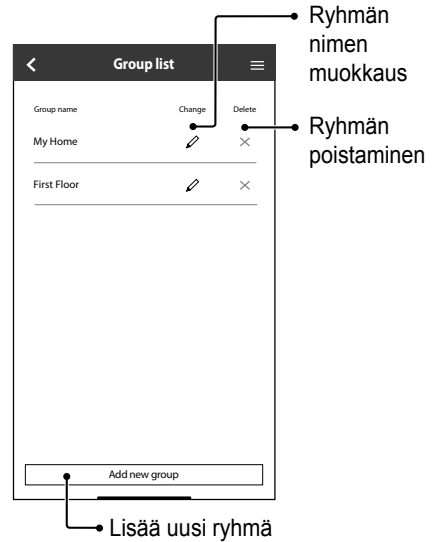 Ryhmän
nimen
muokkaus
Group list
Group name Change Delete
Ryhmän
poistaminen
My Home
First Floor
Add new group
Lisää uusi ryhmä